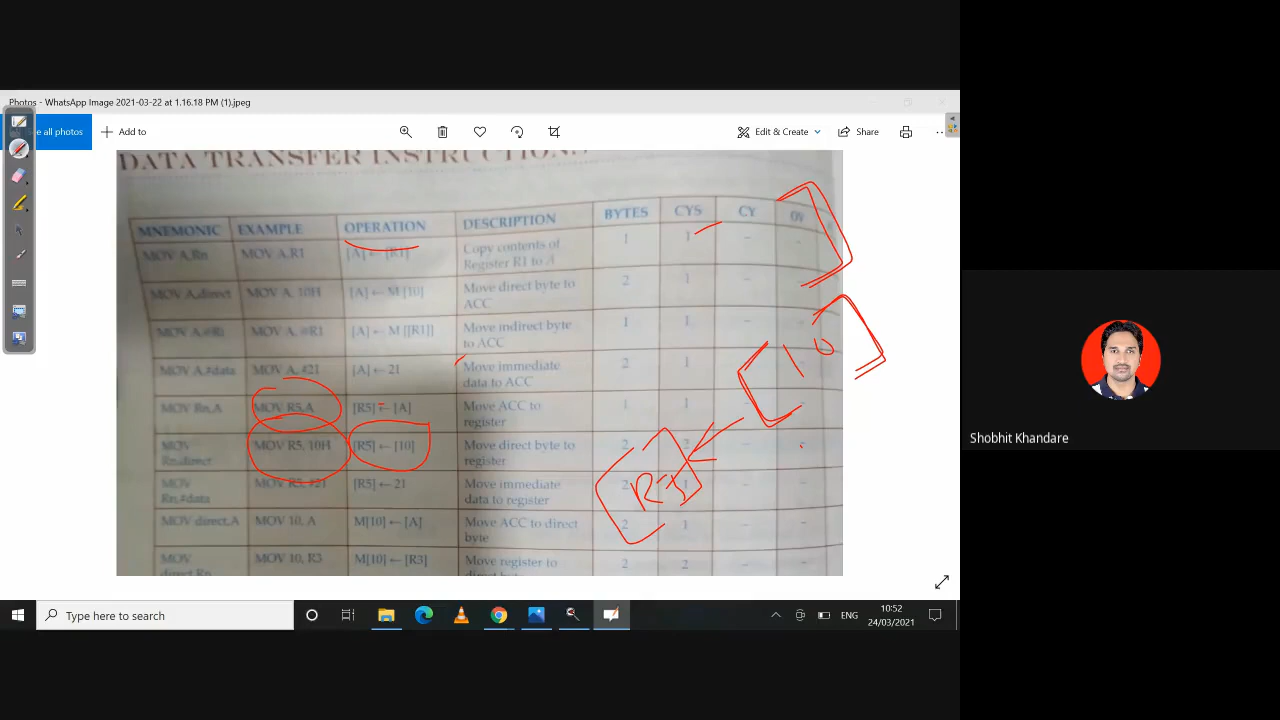 Photos - WhatsApp Image 2021-03-22 at 1.16.18 PM (1).jpeg
all photos
Add to
Edit & Create
Share
DATA TRANSFER INSTRUCTIONS
MNEMONIC EXAMPLE OPERATION DESCRIPTION BYTES CYS CY OV
MOV A,Rn MOV A,R1 [A] ← [R1] Copy contents of 1 1 - -
Register R1 to A
MOV A,direct MOV A, 10H [A] ← M [10] Move direct byte to 2 1 - -
ACC
MOV A,@Ri MOV A, @R1 [A] ← M [[R1]] Move indirect byte 1 1 - -
to ACC
MOV A,#data MOV A, #21 [A] ← 21 Move immediate 2 1 - -
data to ACC
MOV Rn,A MOV R5,A [R5] ← [A] Move ACC to 1 1 - -
register
MOV MOV R5, 10H [R5] ← [10] Move direct byte to 2 2 - -
Rn,direct register
MOV MOV R5, #21 [R5] ← 21 Move immediate 2 1 - -
Rn,#data data to register
MOV direct,A MOV 10, A M[10] ← [A] Move ACC to direct 2 1 - -
byte
MOV MOV 10, R3 M[10] ← [R3] Move register to 2 2 - -
direct,Rn direct byte
10
Shobhit Khandare
Type here to search
ENG
10:52
24/03/2021